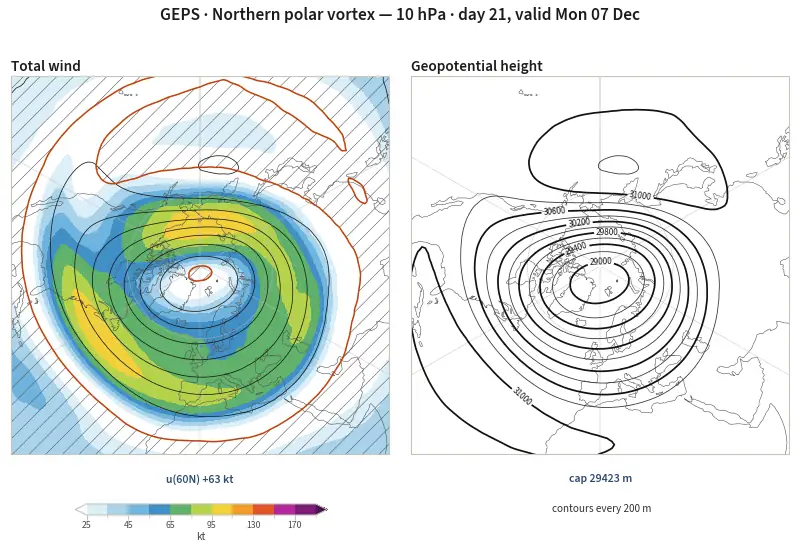 GEPS · Northern polar vortex — 10 hPa · day 21, valid Mon 07 Dec
Total wind
Geopotential height
31000
30600
30200
29800
29400
29000
31000
u(60N) +63 kt
cap 29423 m
contours every 200 m
25 45 65 95 130 170
kt